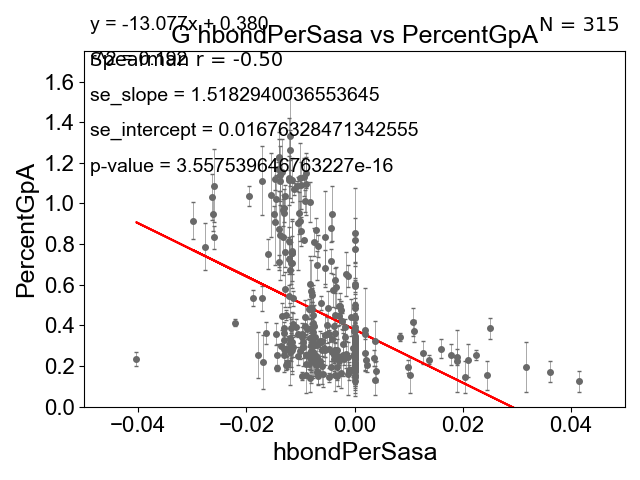 y = -13.077x + 0.380
N = 315
G hbondPerSasa vs PercentGpA
Spearman r = -0.50
se_slope = 1.5182940036553645
se_intercept = 0.01676328471342555
p-value = 3.557539646763227e-16
PercentGpA
1.6
1.4
1.2
1.0
0.8
0.6
0.4
0.2
0.0
−0.04
−0.02
0.00
0.02
0.04
hbondPerSasa